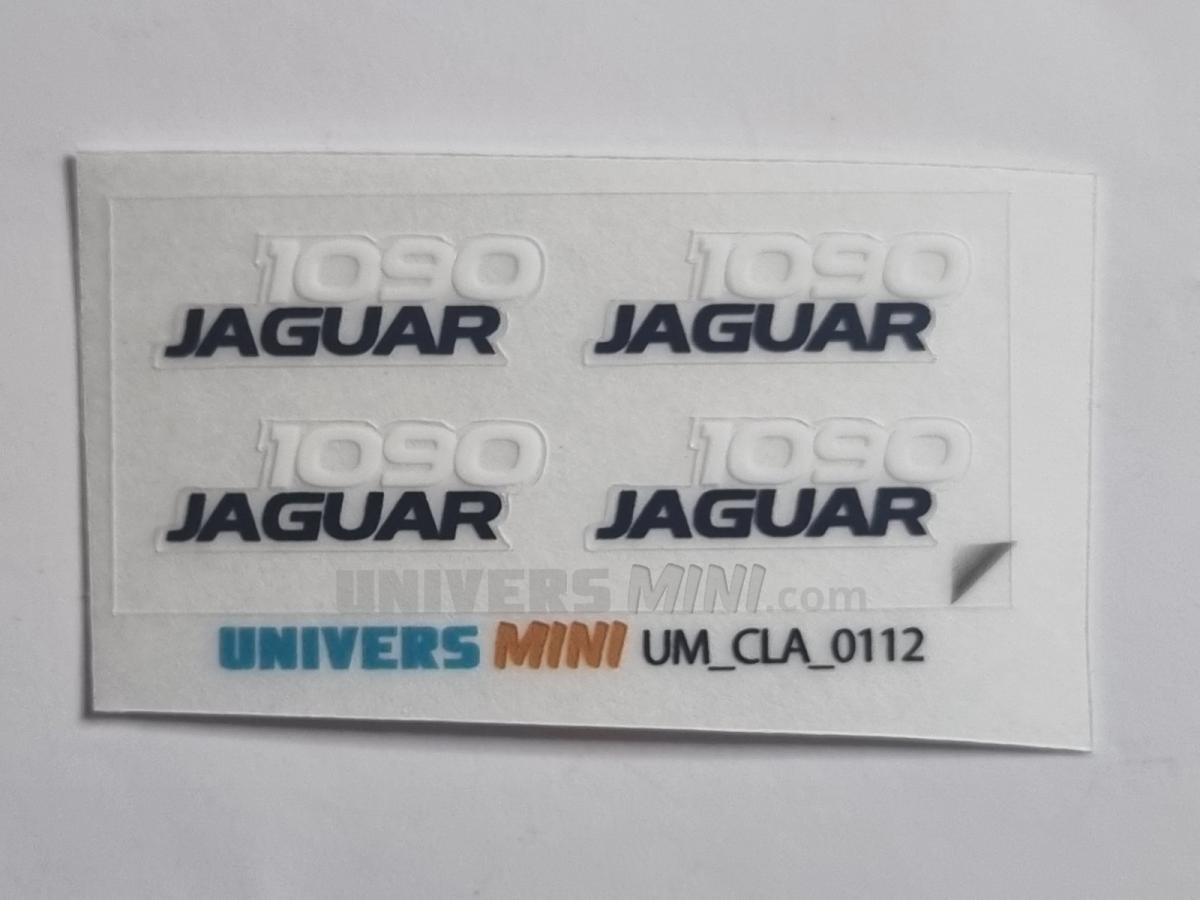 1090 1090
JAGUAR JAGUAR
1090 1090
JAGUAR JAGUAR
UNIVERS MINI.com
UNIVERS MINI UM_CLA_0112